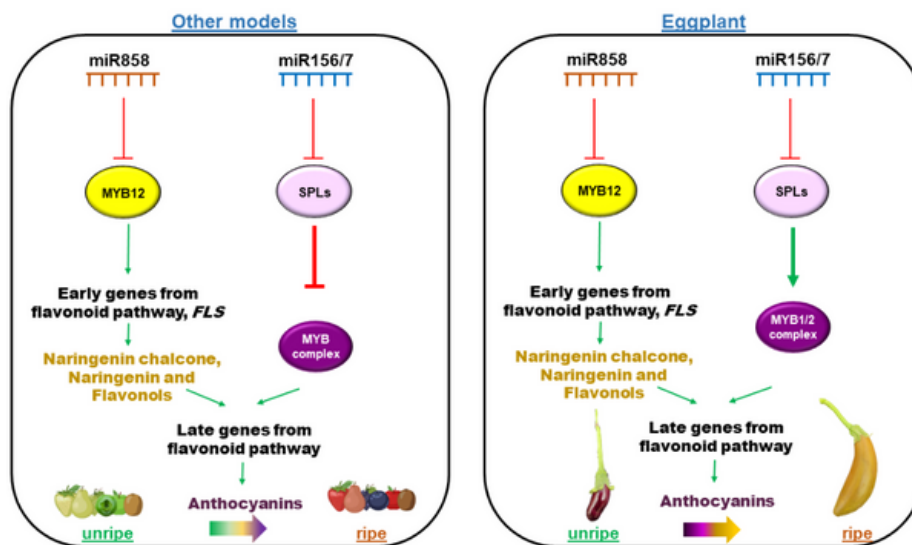 Other models
miR858
miR156/7
MYB12
SPLs
Early genes from
flavonoid pathway, FLS
MYB
complex
Naringenin chalcone,
Naringenin and
Flavonols
Late genes from
flavonoid pathway
Anthocyanins
unripe
ripe
Eggplant
miR858
miR156/7
MYB12
SPLs
Early genes from
flavonoid pathway, FLS
MYB1/2
complex
Naringenin chalcone,
Naringenin and
Flavonols
Late genes from
flavonoid pathway
Anthocyanins
unripe
ripe